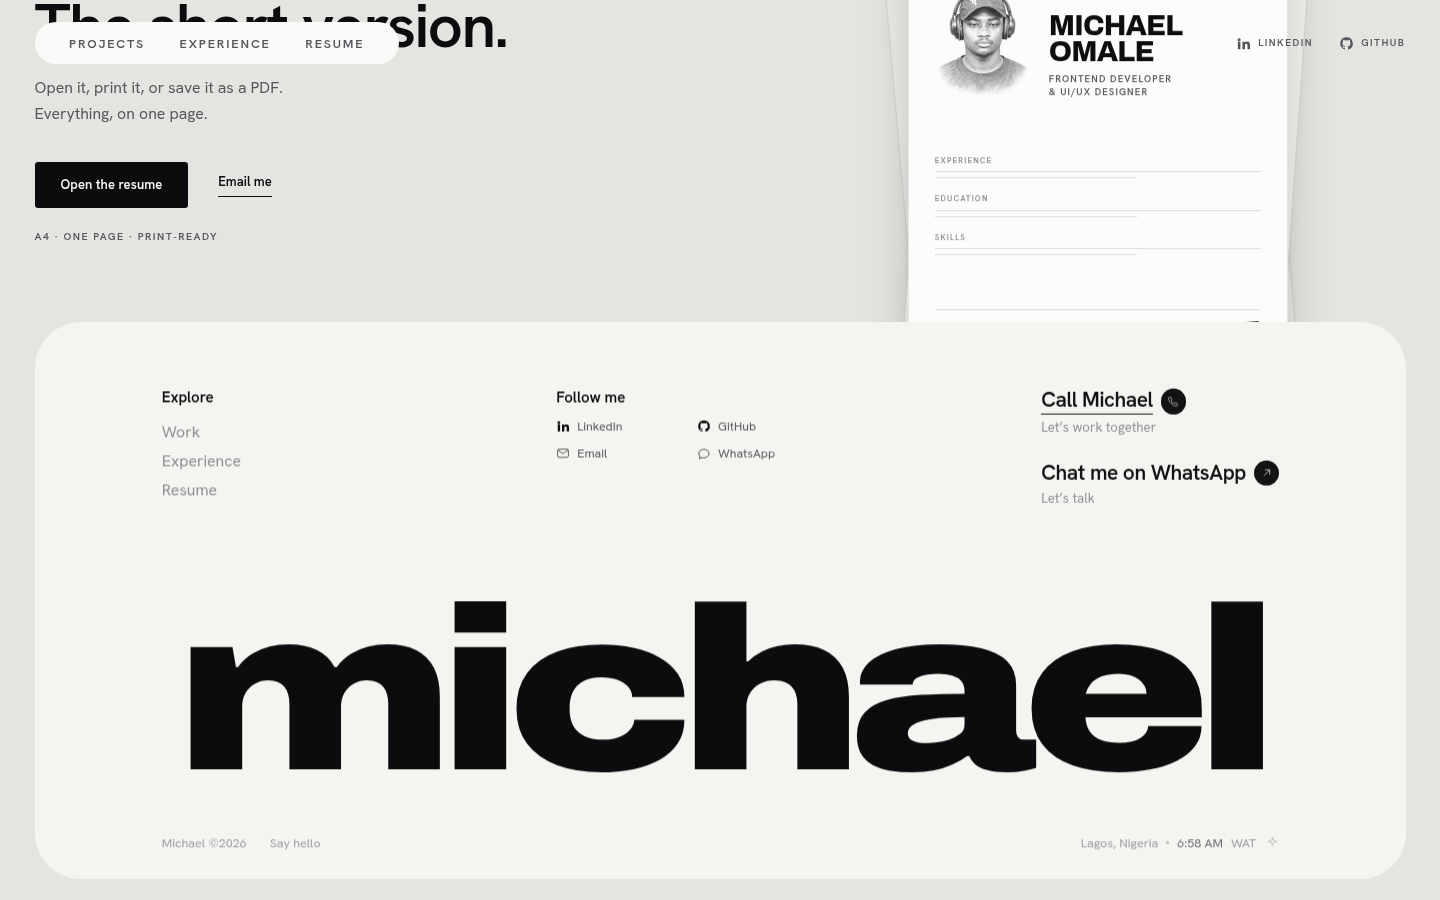 The short version.
PROJECTS EXPERIENCE RESUME
LINKEDIN GITHUB
Open it, print it, or save it as a PDF.
Everything, on one page.
Open the resume Email me
A4 · ONE PAGE · PRINT-READY
MICHAEL
OMALE
FRONTEND DEVELOPER
& UI/UX DESIGNER
EXPERIENCE
EDUCATION
SKILLS
Explore
Work
Experience
Resume
Follow me
LinkedIn GitHub
Email WhatsApp
Call Michael
Let’s work together
Chat me on WhatsApp
Let’s talk
michael
Michael ©2026 Say hello
Lagos, Nigeria • 6:58 AM WAT